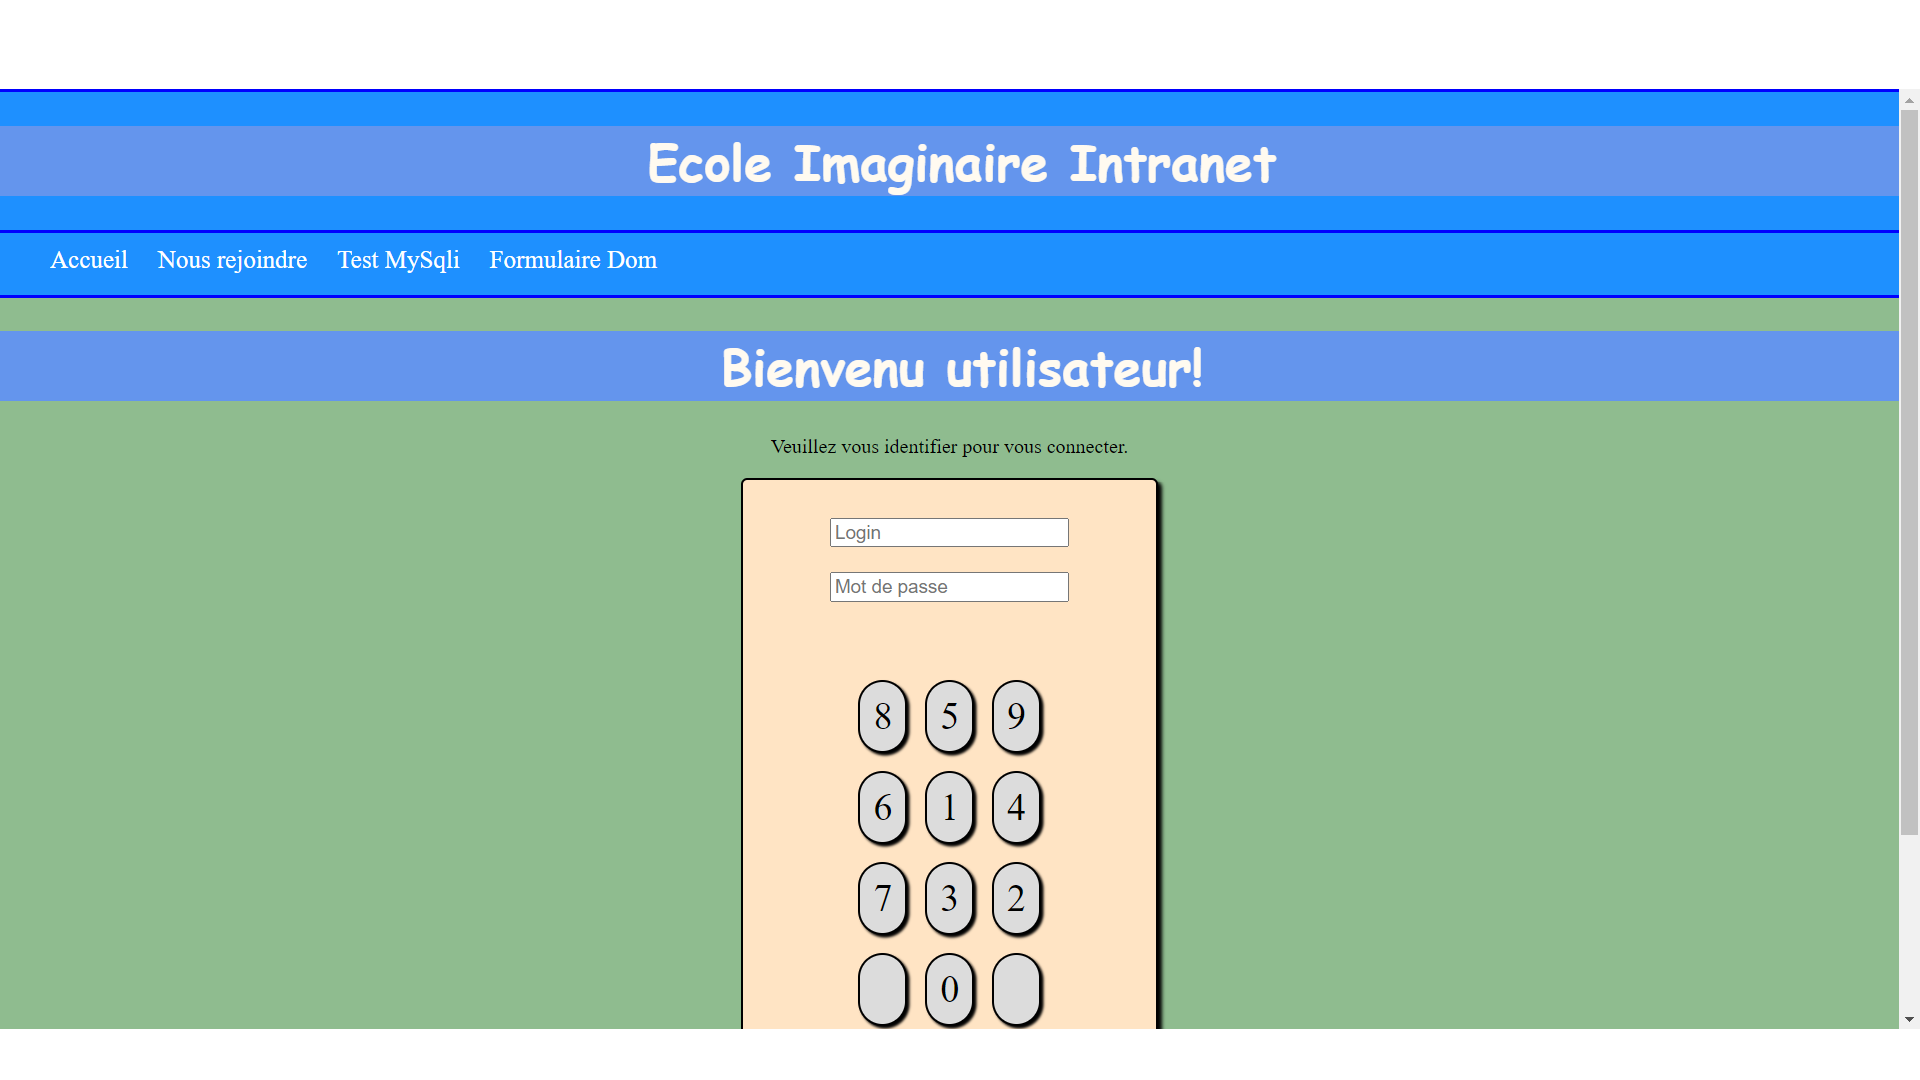 Ecole Imaginaire Intranet
Accueil Nous rejoindre Test MySqli Formulaire Dom
Bienvenu utilisateur!
Veuillez vous identifier pour vous connecter.
Login
Mot de passe
8 5 9
6 1 4
7 3 2
0